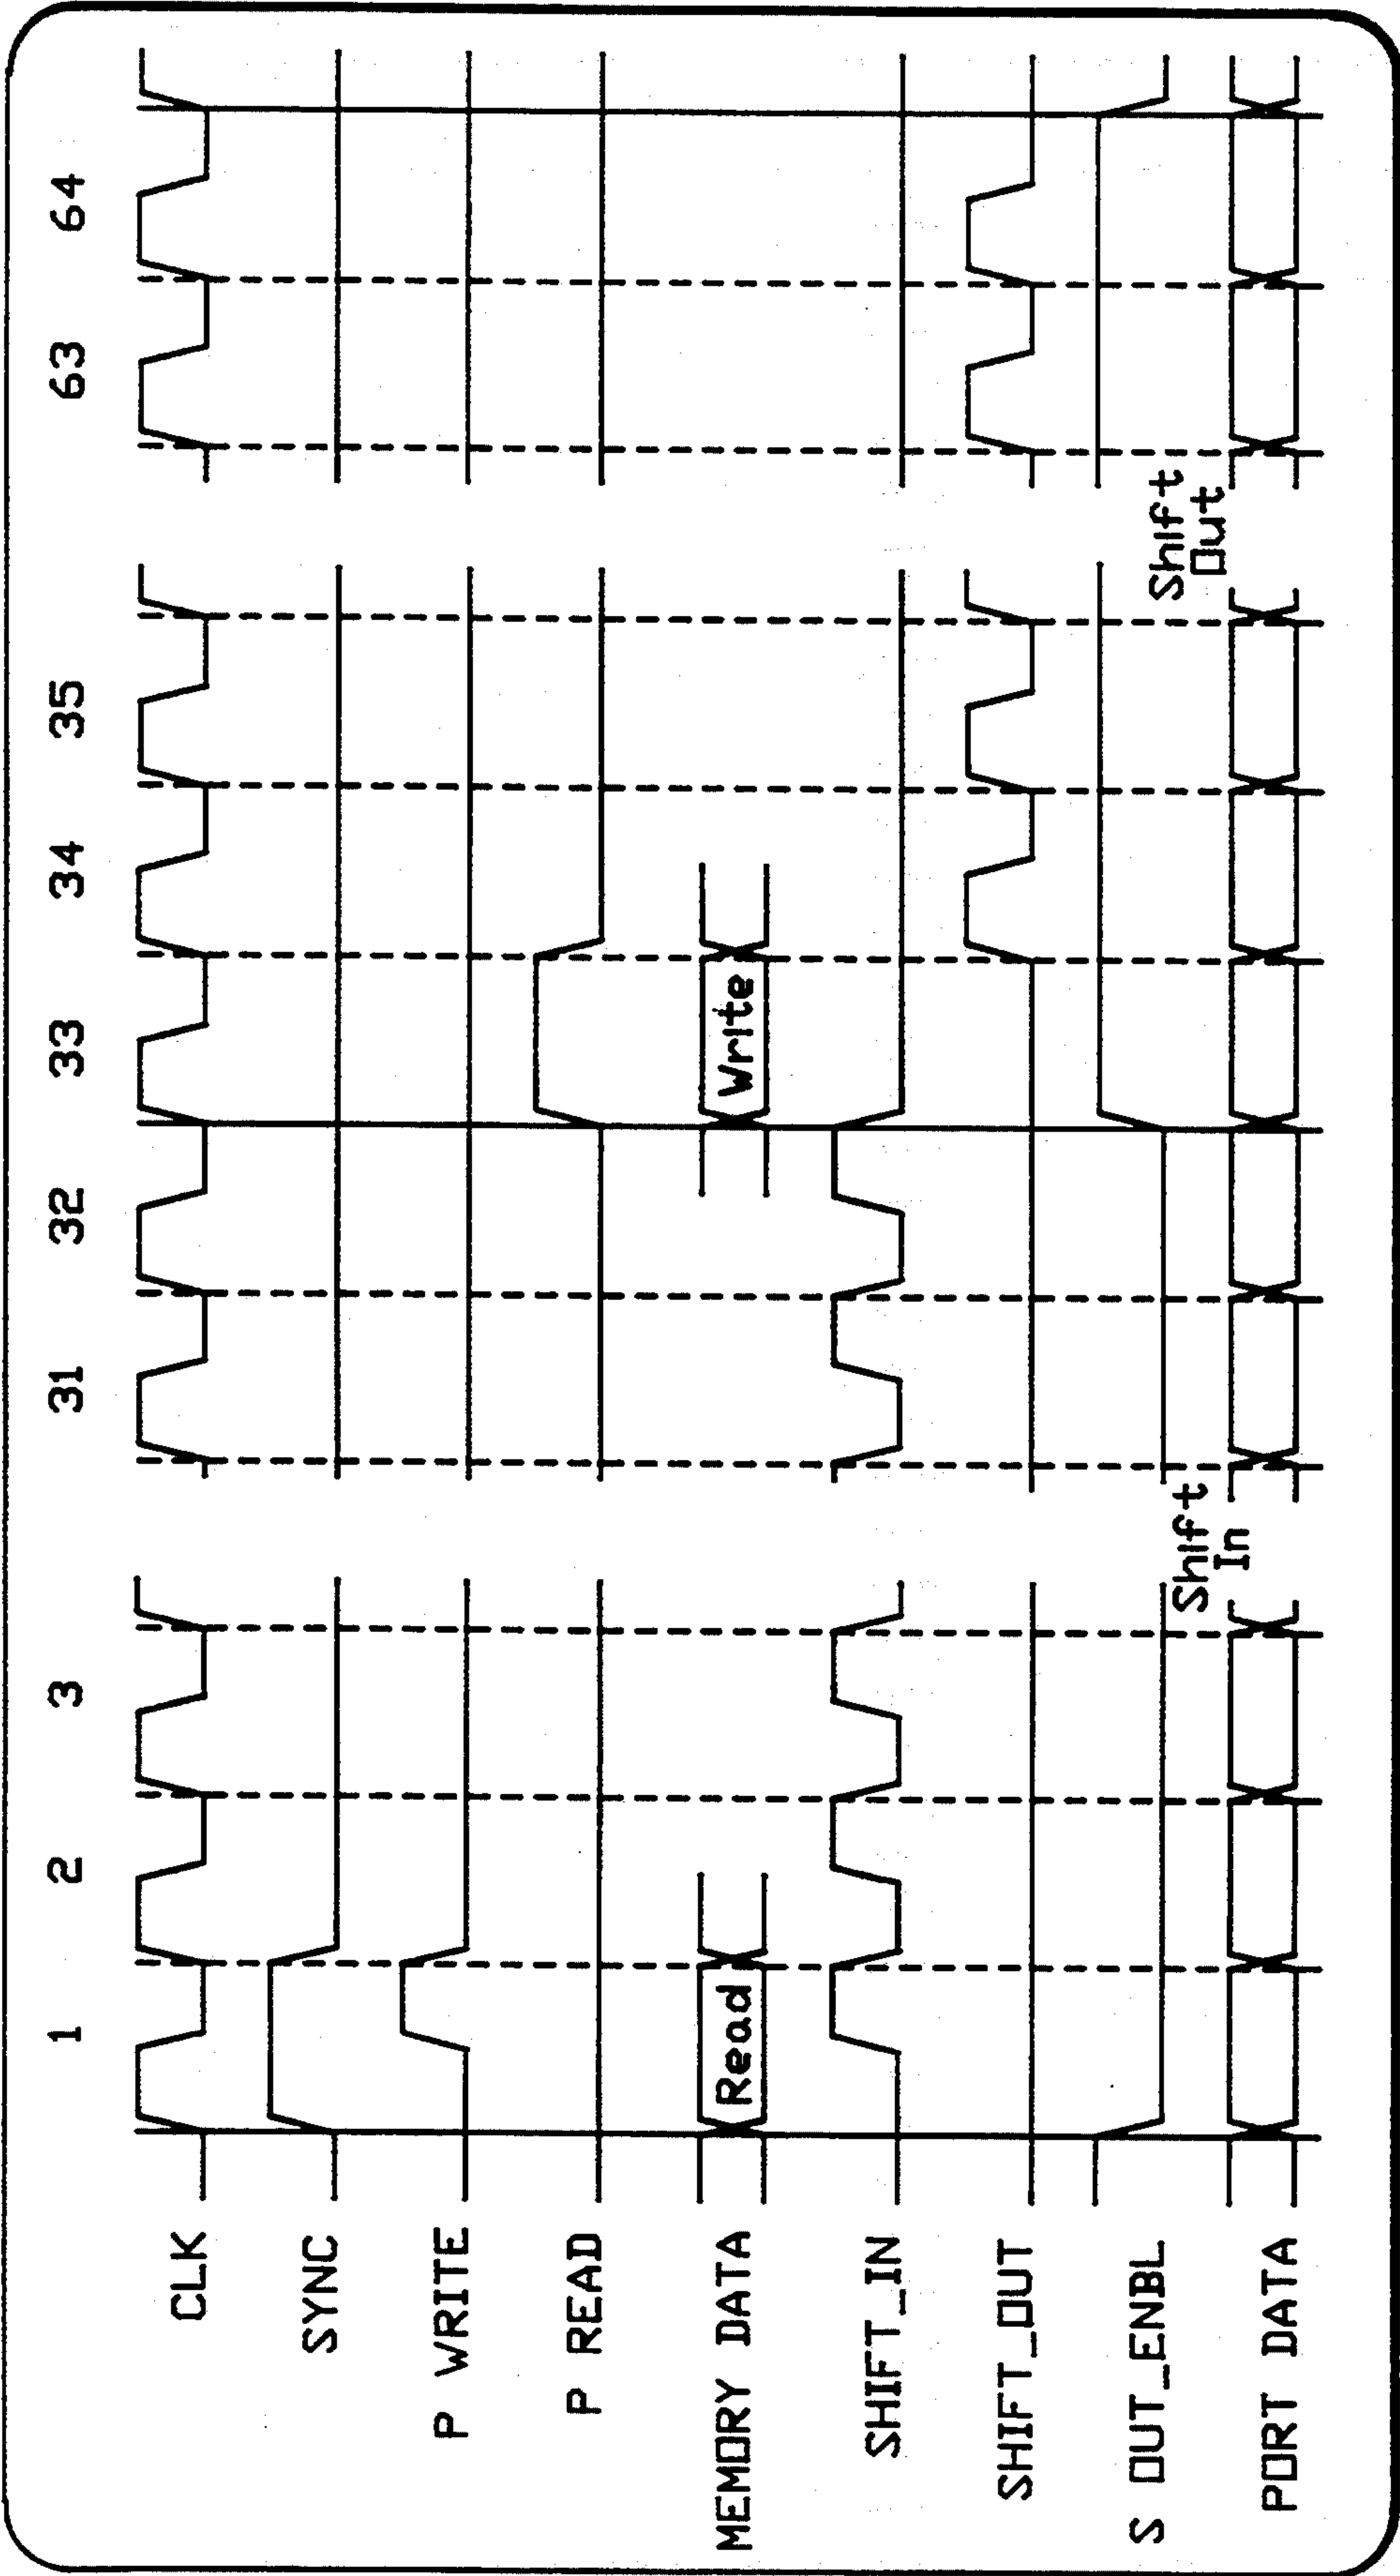 1 2 3 31 32 33 34 35 63 64
CLK
SYNC
P WRITE
P READ
MEMORY DATA Read Write
SHIFT_IN
SHIFT_OUT
S OUT_ENBL
Shift
In
Shift
Out
PORT DATA